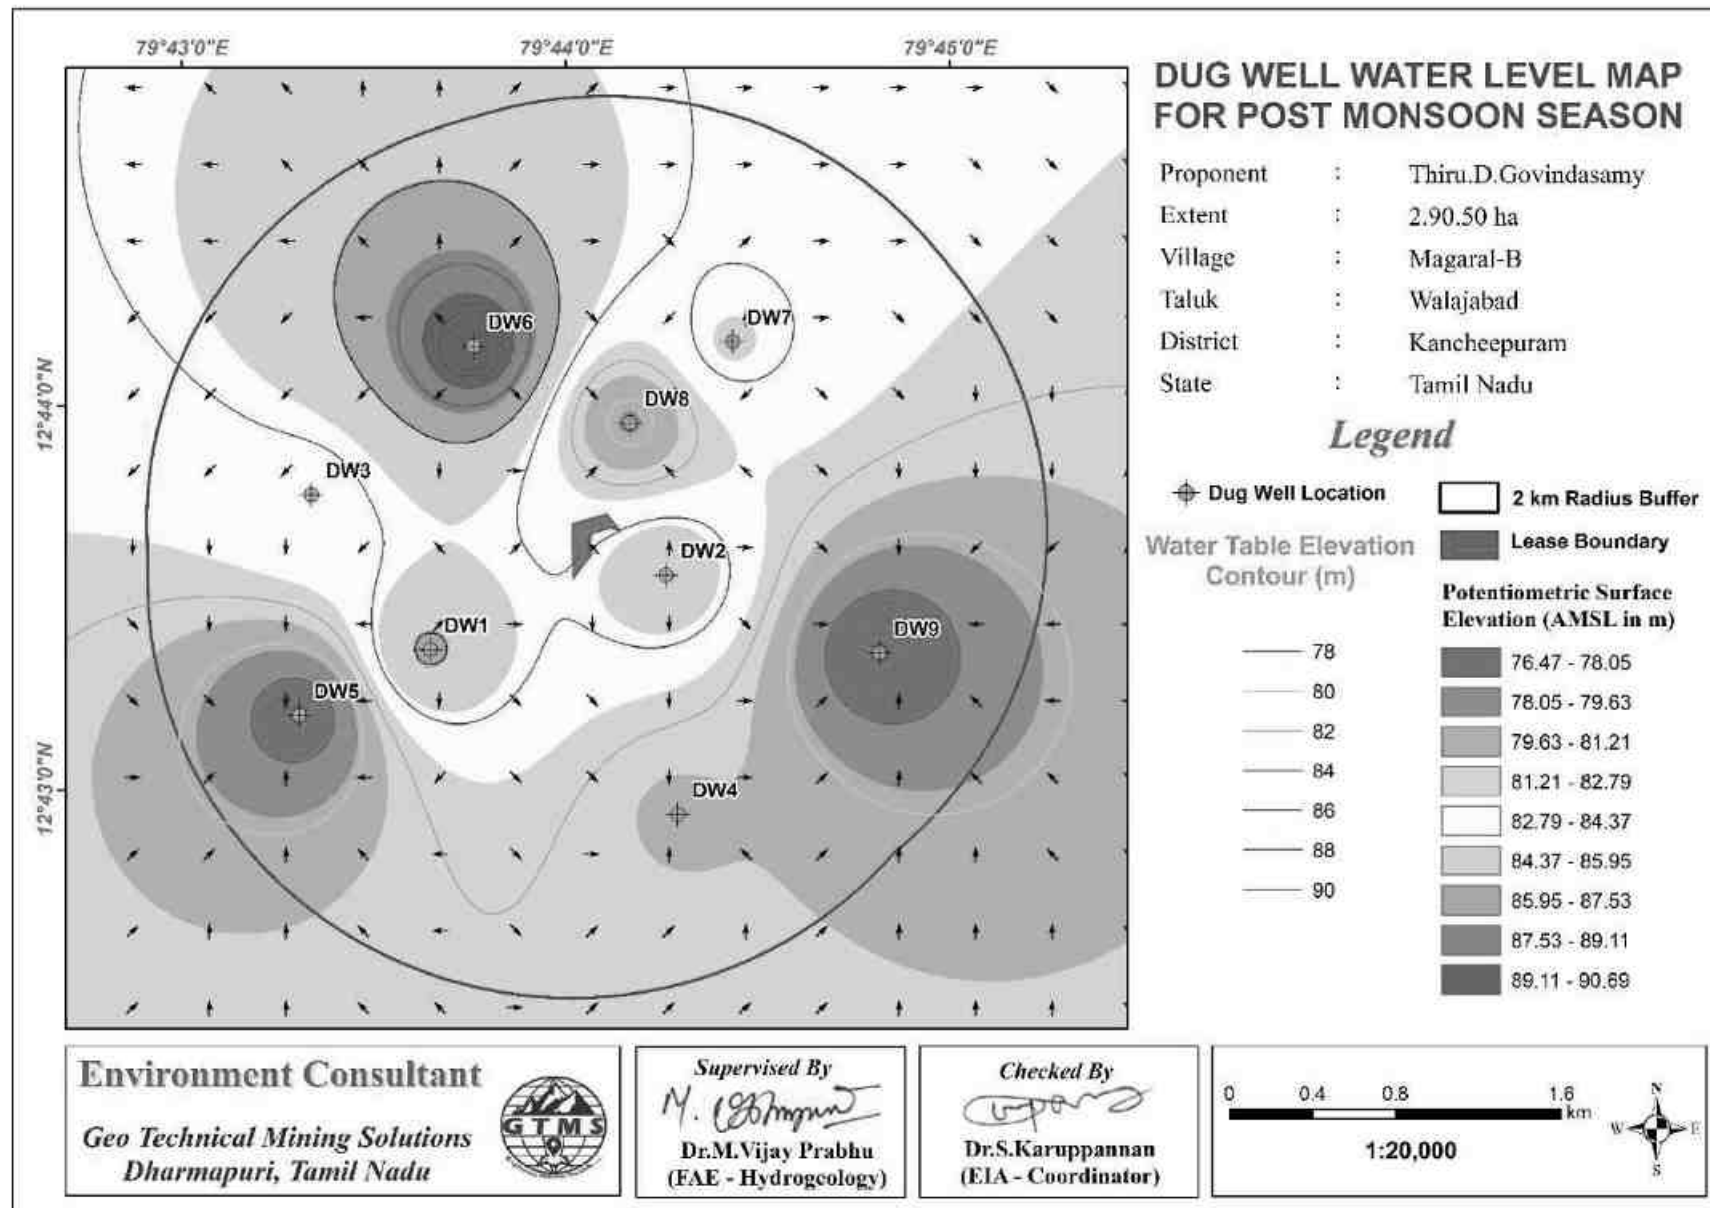 79°43'0"E 79°44'0"E 79°45'0"E
12°44'0"N
12°43'0"N
DW6
DW7
DW8
DW3
DW2
DW1
DW9
DW5
DW4
DUG WELL WATER LEVEL MAP
FOR POST MONSOON SEASON
Proponent : Thiru.D.Govindasamy
Extent : 2.90.50 ha
Village : Magaral-B
Taluk : Walajabad
District : Kancheepuram
State : Tamil Nadu
Legend
Dug Well Location
2 km Radius Buffer
Lease Boundary
Water Table Elevation
Contour (m)
78
80
82
84
86
88
90
Potentiometric Surface
Elevation (AMSL in m)
76.47 - 78.05
78.05 - 79.63
79.63 - 81.21
81.21 - 82.79
82.79 - 84.37
84.37 - 85.95
85.95 - 87.53
87.53 - 89.11
89.11 - 90.69
Environment Consultant
Geo Technical Mining Solutions
Dharmapuri, Tamil Nadu
GTMS
Supervised By
Dr.M.Vijay Prabhu
(FAE - Hydrogeology)
Checked By
Dr.S.Karuppannan
(EIA - Coordinator)
0 0.4 0.8 1.6
km
1:20,000
N
W E
S